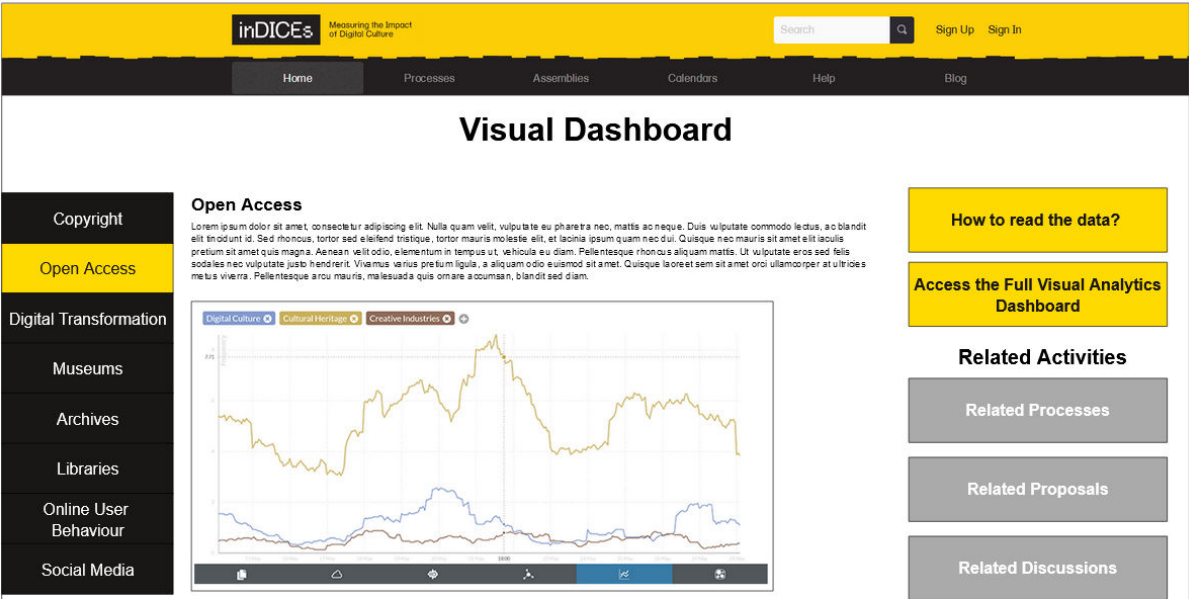 inDICEs
Measuring the Impact
of Digital Culture
Search
Sign Up
Sign In
Home
Processes
Assemblies
Calendars
Help
Blog
Visual Dashboard
Copyright
Open Access
Digital Transformation
Museums
Archives
Libraries
Online User
Behaviour
Social Media
Open Access
Lorem ipsum dolor sit amet, consectetur adipiscing elit. Nulla quam velit, vulputate eu pharetra nec, mattis ac neque. Duis vulputate commodo lectus, ac blandit
elit tincidunt id. Sed rhoncus, tortor sed eleifend tristique, tortor mauris molestie elit, et lacinia ipsum quam nec dui. Quisque nec mauris sit amet elit iaculis
pretium sit amet quis magna. Aenean velit odio, elementum in tempus ut, vehicula eu diam. Pellentesque rhoncus aliquam mattis. Ut vulputate eros sed felis
sodales nec vulputate justo hendrerit. Vivamus varius pretium ligula, a aliquam odio euismod sit amet. Quisque laoreet sem sit amet orci ullamcorper at ultricies
metus viverra. Pellentesque arcu mauris, malesuada quis ornare accumsan, blandit sed diam.
Digital Culture
Cultural Heritage
Creative Industries
How to read the data?
Access the Full Visual Analytics
Dashboard
Related Activities
Related Processes
Related Proposals
Related Discussions